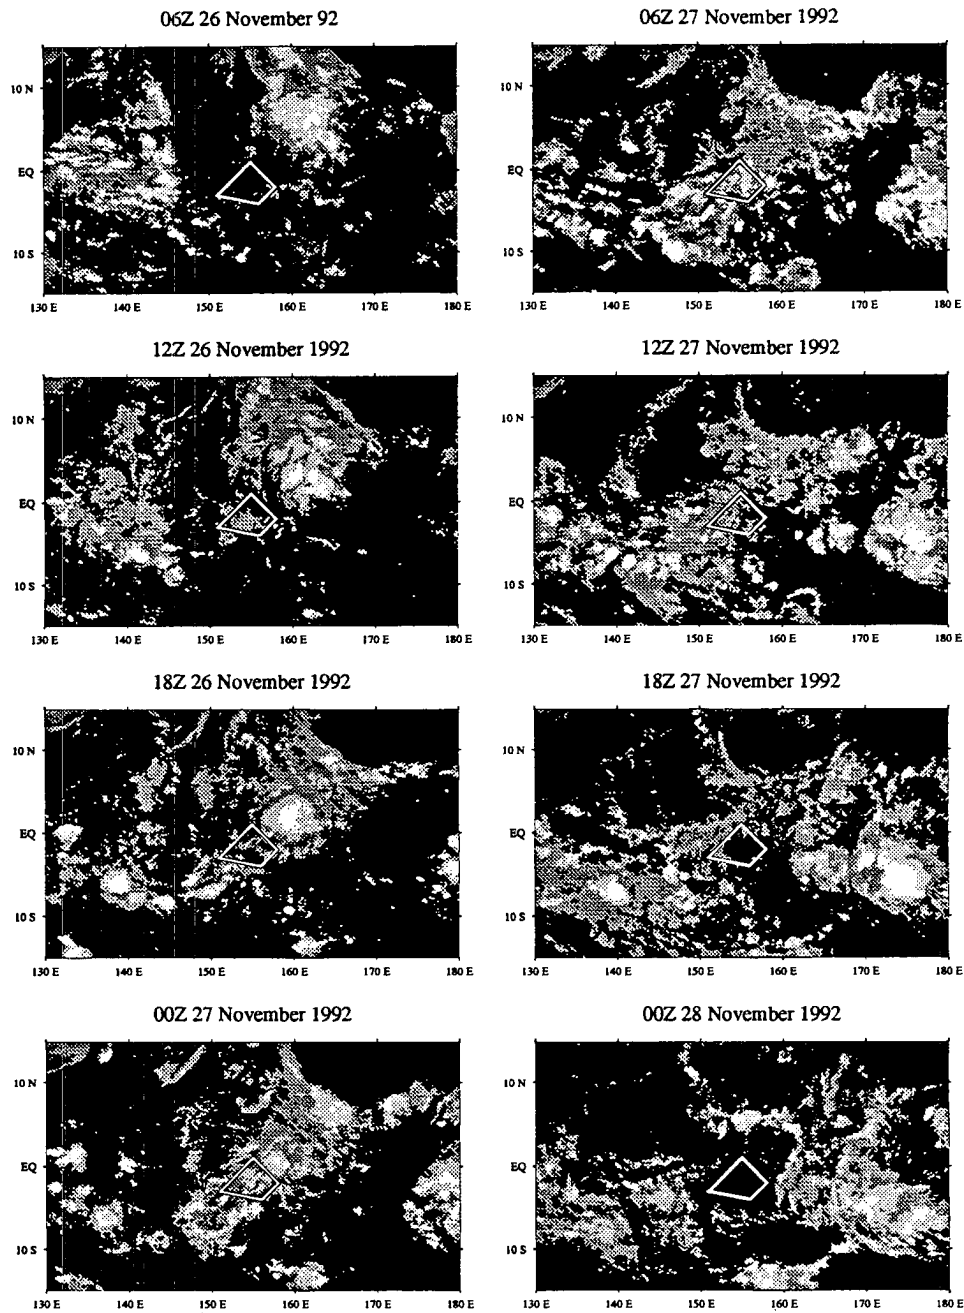 06Z 26 November 92
10 N
EQ
10 S
130 E 140 E 150 E 160 E 170 E 180 E
06Z 27 November 1992
10 N
EQ
10 S
130 E 140 E 150 E 160 E 170 E 180 E
12Z 26 November 1992
10 N
EQ
10 S
130 E 140 E 150 E 160 E 170 E 180 E
12Z 27 November 1992
10 N
EQ
10 S
130 E 140 E 150 E 160 E 170 E 180 E
18Z 26 November 1992
10 N
EQ
10 S
130 E 140 E 150 E 160 E 170 E 180 E
18Z 27 November 1992
10 N
EQ
10 S
130 E 140 E 150 E 160 E 170 E 180 E
00Z 27 November 1992
10 N
EQ
10 S
130 E 140 E 150 E 160 E 170 E 180 E
00Z 28 November 1992
10 N
EQ
10 S
130 E 140 E 150 E 160 E 170 E 180 E